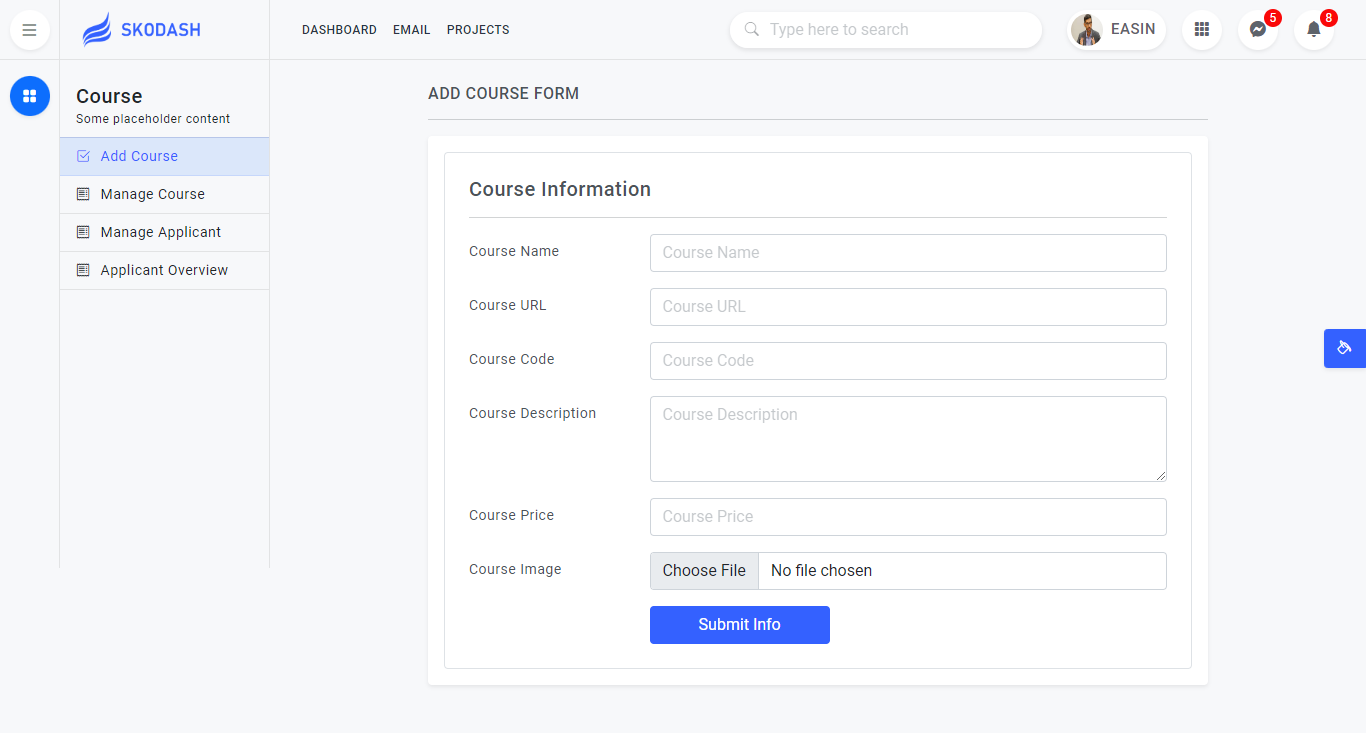 SKODASH
DASHBOARD EMAIL PROJECTS
Type here to search
EASIN
5
8
Course
Some placeholder content
Add Course
Manage Course
Manage Applicant
Applicant Overview
ADD COURSE FORM
Course Information
Course Name
Course Name
Course URL
Course URL
Course Code
Course Code
Course Description
Course Description
Course Price
Course Price
Course Image
Choose File No file chosen
Submit Info